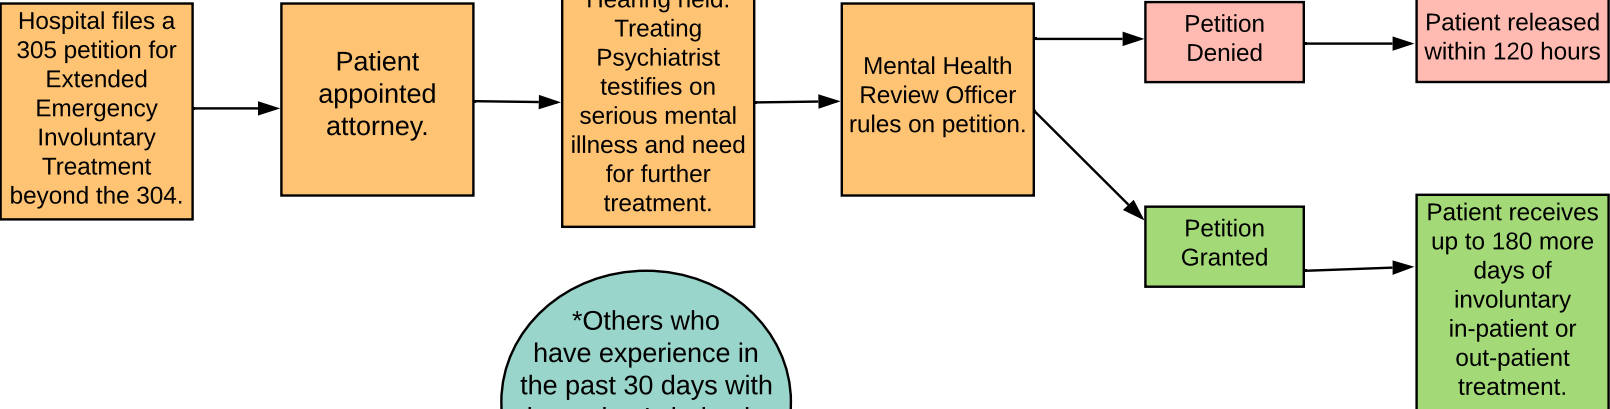 Hospital files a
305 petition for
Extended
Emergency
Involuntary
Treatment
beyond the 304.
Patient
appointed
attorney.
Hearing held.
Treating
Psychiatrist
testifies on
serious mental
illness and need
for further
treatment.
Mental Health
Review Officer
rules on petition.
Petition
Denied
Patient released
within 120 hours
Petition
Granted
Patient receives
up to 180 more
days of
involuntary
in-patient or
out-patient
treatment.
*Others who
have experience in
the past 30 days with